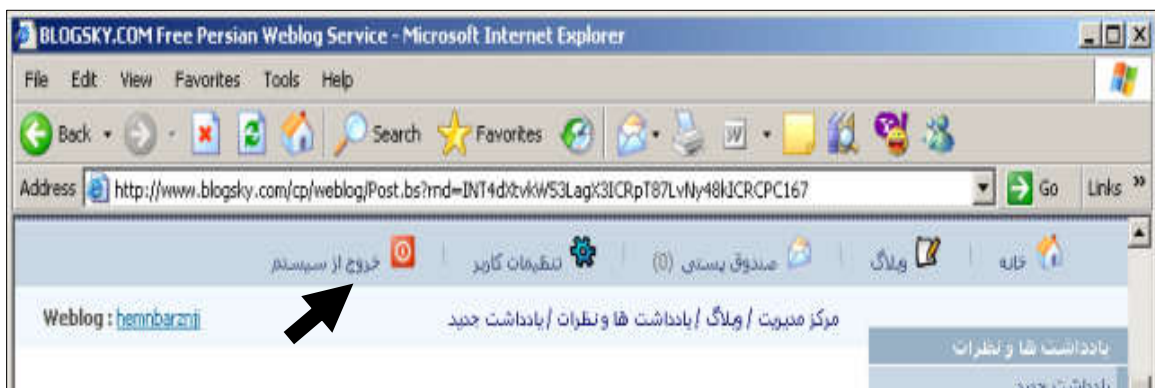 BLOGSKY.COM Free Persian Weblog Service - Microsoft Internet Explorer
File Edit View Favorites Tools Help
Back Search Favorites
Address http://www.blogsky.com/cp/weblog/Post.bs?rnd= Go Links »
خانه | وبلاگ | صندوق پستی (0) | تنظیمات کاربر | خروج از سیستم
Weblog : hemnbarznji
مرکز مدیریت / وبلاگ / یادداشت ها و نظرات / یادداشت جدید
یادداشت ها و نظرات
یادداشت جدید